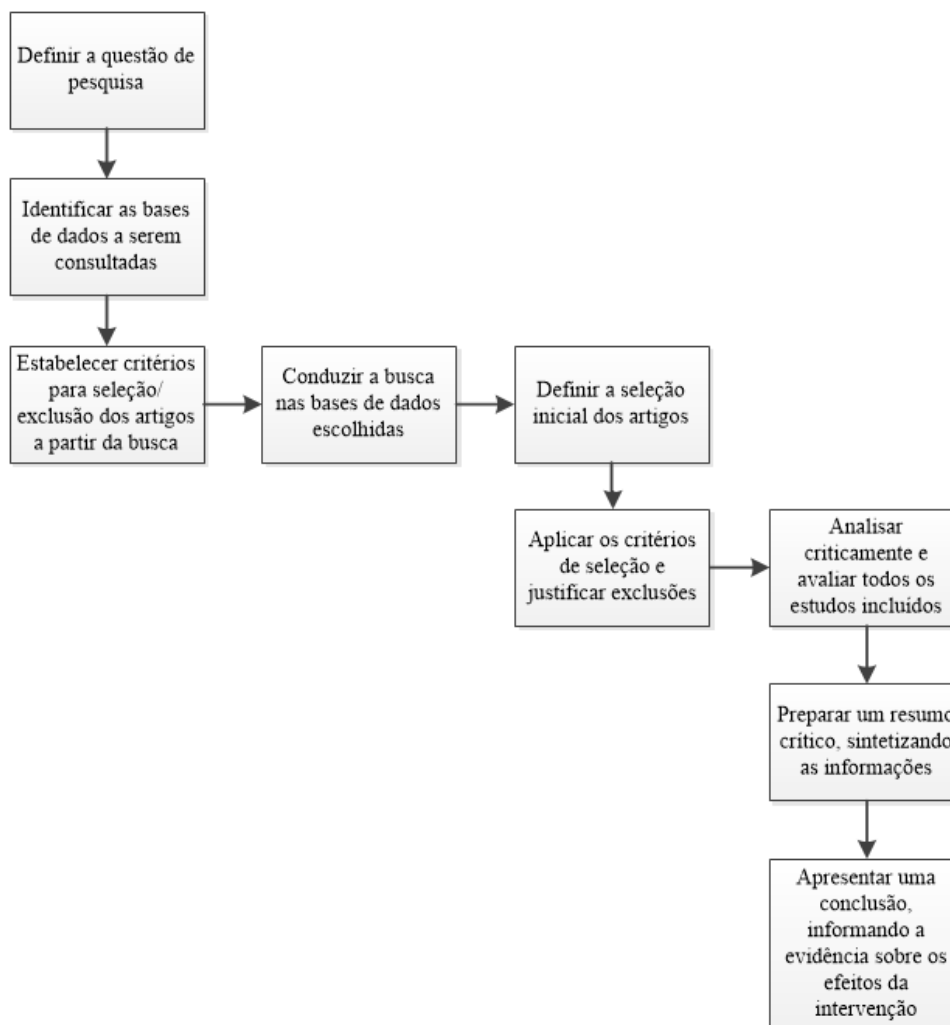 Definir a questão de
pesquisa
Identificar as bases
de dados a serem
consultadas
Estabelecer critérios
para seleção/
exclusão dos artigos
a partir da busca
Conduzir a busca
nas bases de dados
escolhidas
Definir a seleção
inicial dos artigos
Aplicar os critérios
de seleção e
justificar exclusões
Analisar
criticamente e
avaliar todos os
estudos incluídos
Preparar um resumo
crítico, sintetizando
as informações
Apresentar uma
conclusão,
informando a
evidência sobre os
efeitos da
intervenção